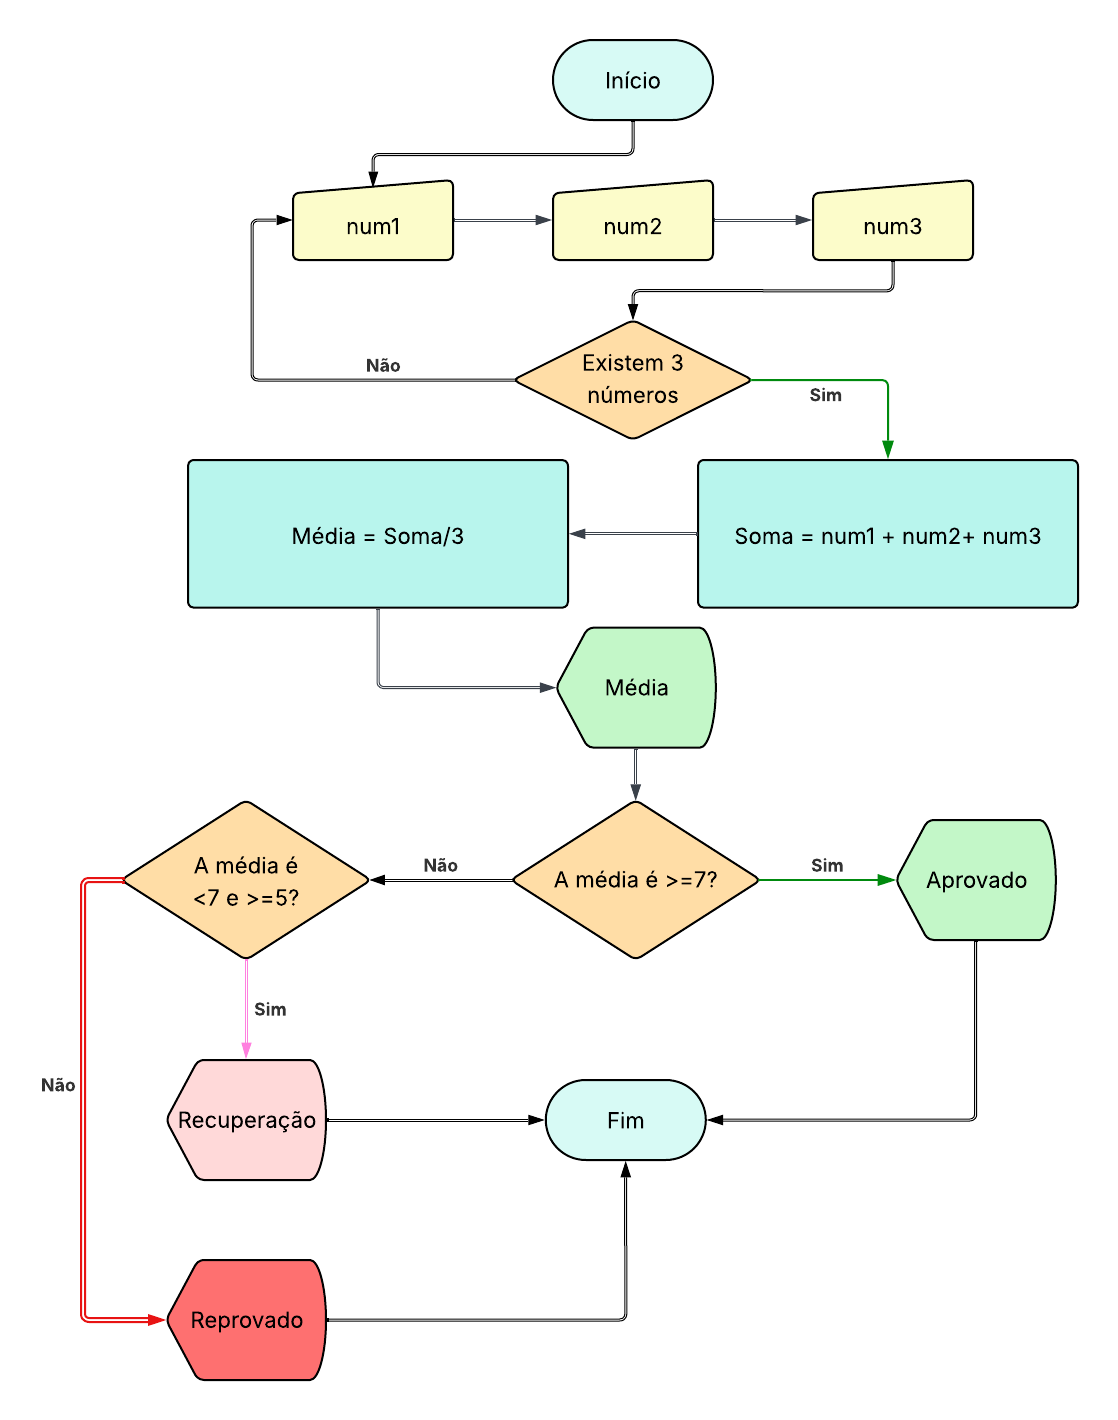 Início
num1
num2
num3
Existem 3
números
Não
Sim
Média = Soma/3
Soma = num1 + num2+ num3
Média
A média é
<7 e >=5?
Não
A média é >=7?
Sim
Aprovado
Sim
Não
Recuperação
Fim
Reprovado